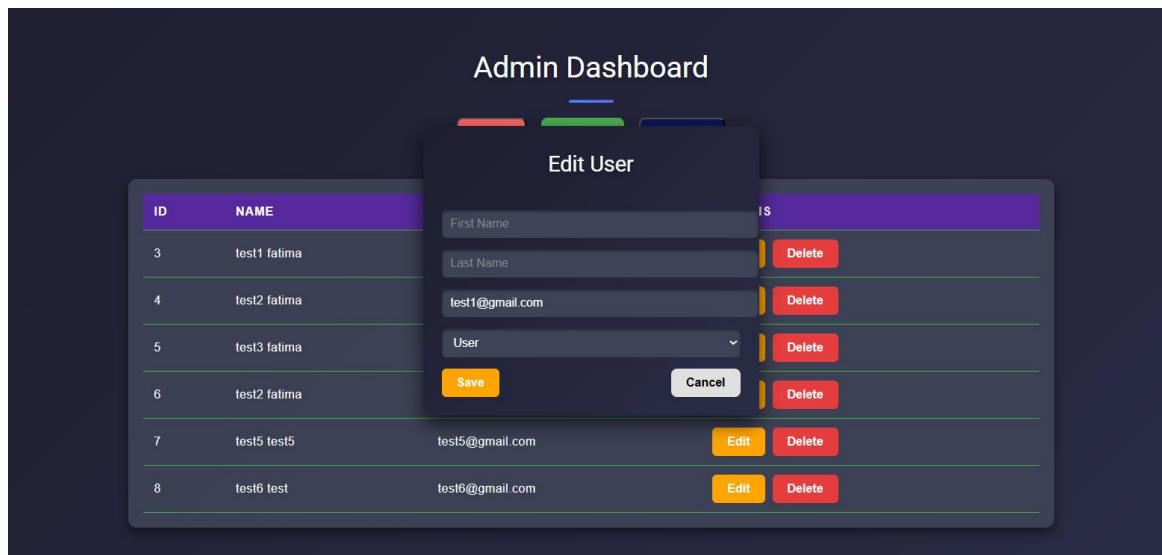 Admin Dashboard
Edit User
ID NAME
First Name
3 test1 fatima Delete
Last Name
4 test2 fatima test1@gmail.com Delete
5 test3 fatima User Delete
Save Cancel
6 test2 fatima Delete
7 test5 test5 test5@gmail.com Edit Delete
8 test6 test test6@gmail.com Edit Delete